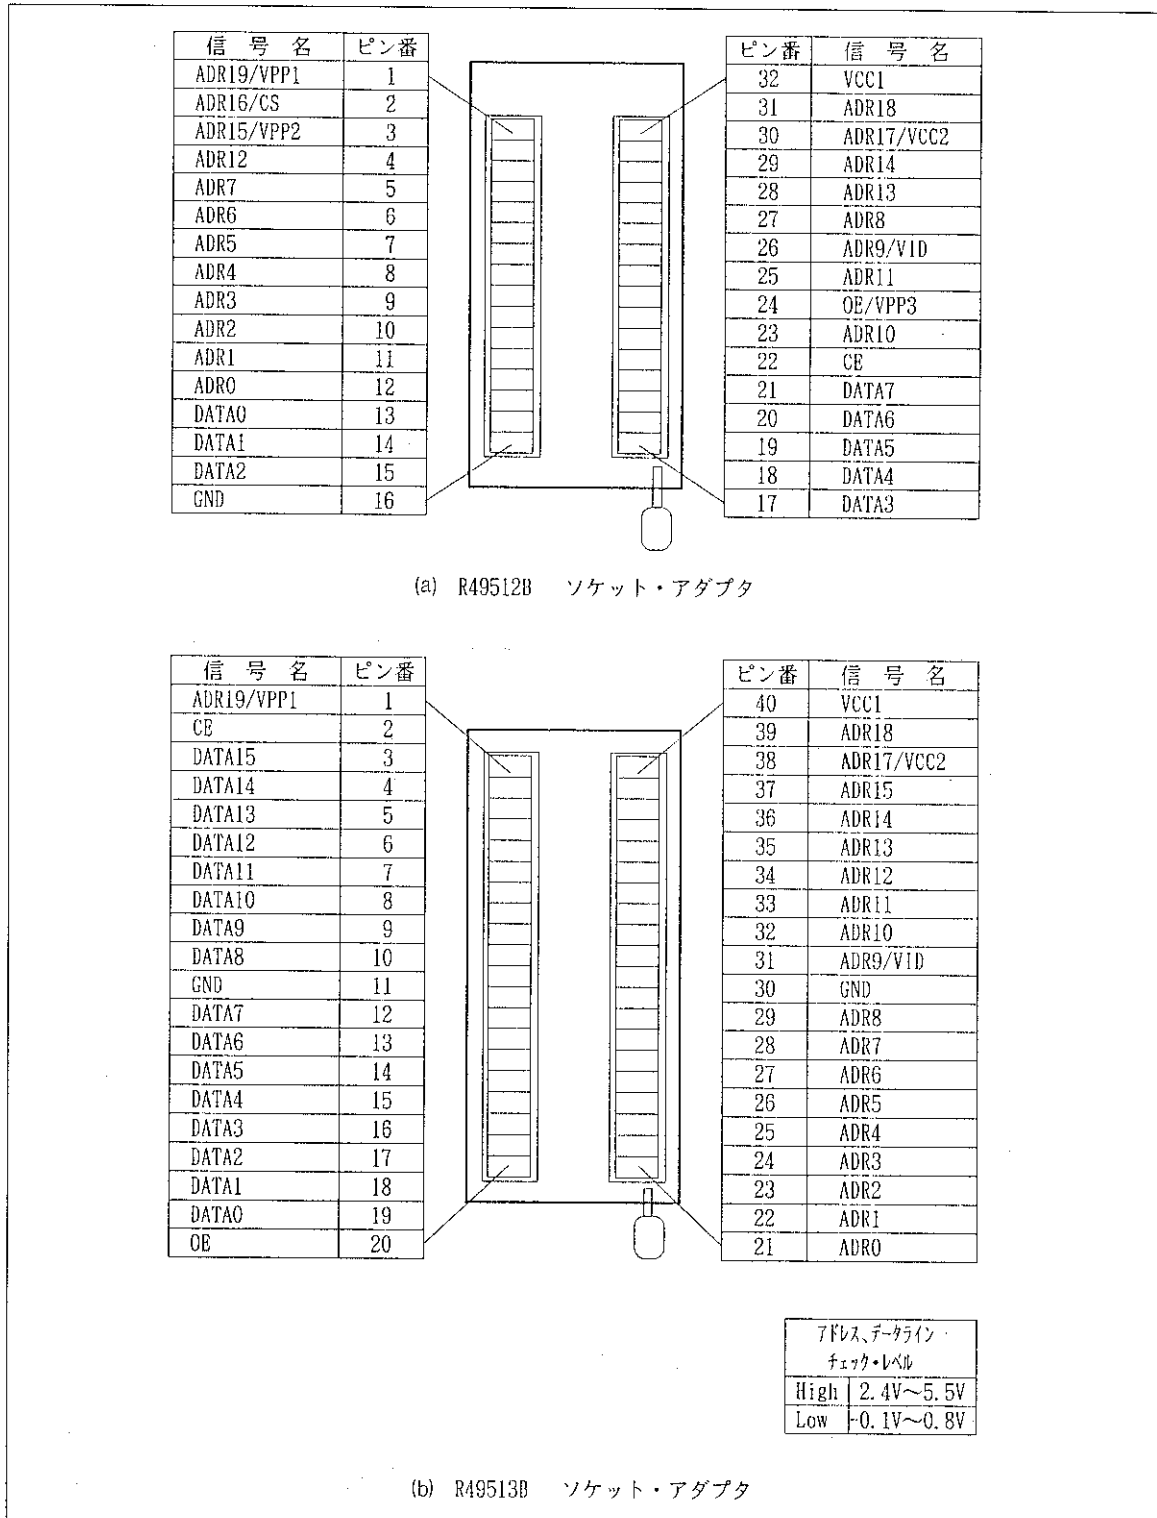 信号名 ピン番
ADR19/VPP1 1
ADR16/CS 2
ADR15/VPP2 3
ADR12 4
ADR7 5
ADR6 6
ADR5 7
ADR4 8
ADR3 9
ADR2 10
ADR1 11
ADR0 12
DATA0 13
DATA1 14
DATA2 15
GND 16
ピン番 信号名
32 VCC1
31 ADR18
30 ADR17/VCC2
29 ADR14
28 ADR13
27 ADR8
26 ADR9/VID
25 ADR11
24 OE/VPP3
23 ADR10
22 CE
21 DATA7
20 DATA6
19 DATA5
18 DATA4
17 DATA3
(a) R49512B ソケット・アダプタ
信号名 ピン番
ADR19/VPP1 1
CE 2
DATA15 3
DATA14 4
DATA13 5
DATA12 6
DATA11 7
DATA10 8
DATA9 9
DATA8 10
GND 11
DATA7 12
DATA6 13
DATA5 14
DATA4 15
DATA3 16
DATA2 17
DATA1 18
DATA0 19
OE 20
ピン番 信号名
40 VCC1
39 ADR18
38 ADR17/VCC2
37 ADR15
36 ADR14
35 ADR13
34 ADR12
33 ADR11
32 ADR10
31 ADR9/VID
30 GND
29 ADR8
28 ADR7
27 ADR6
26 ADR5
25 ADR4
24 ADR3
23 ADR2
22 ADR1
21 ADR0
アドレス、データライン
チェック・レベル
High 2.4V～5.5V
Low -0.1V～0.8V
(b) R49513B ソケット・アダプタ